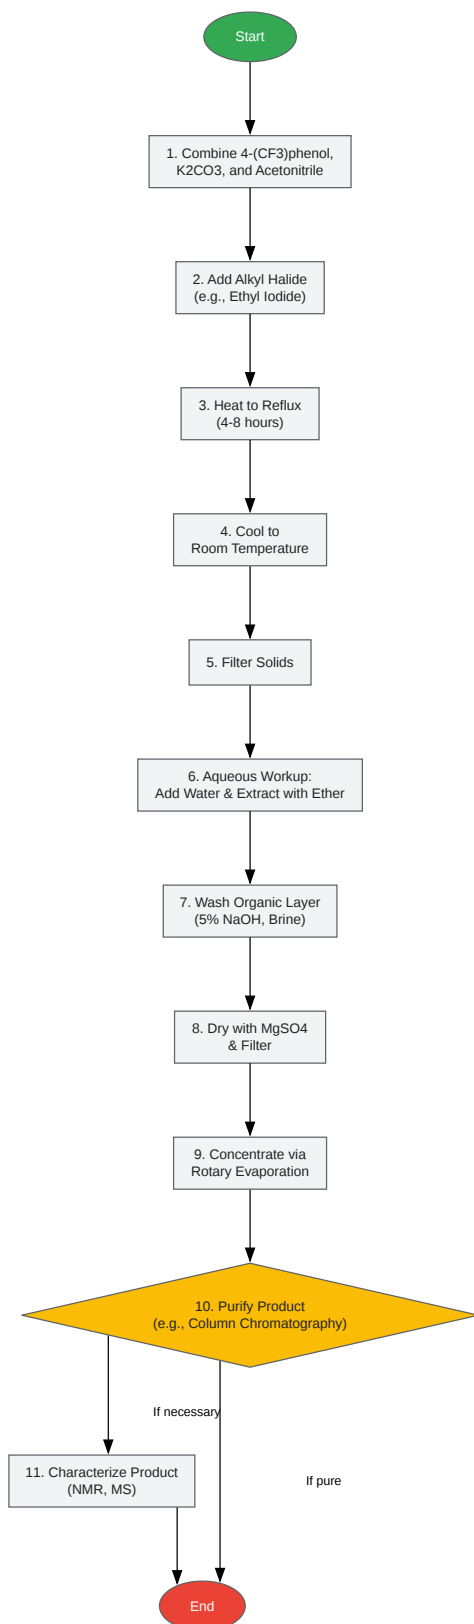 Start
1. Combine 4-(CF3)phenol,
K2CO3, and Acetonitrile
2. Add Alkyl Halide
(e.g., Ethyl Iodide)
3. Heat to Reflux
(4-8 hours)
4. Cool to
Room Temperature
5. Filter Solids
6. Aqueous Workup:
Add Water & Extract with Ether
7. Wash Organic Layer
(5% NaOH, Brine)
8. Dry with MgSO4
& Filter
9. Concentrate via
Rotary Evaporation
10. Purify Product
(e.g., Column Chromatography)
If necessary
11. Characterize Product
(NMR, MS)
If pure
End